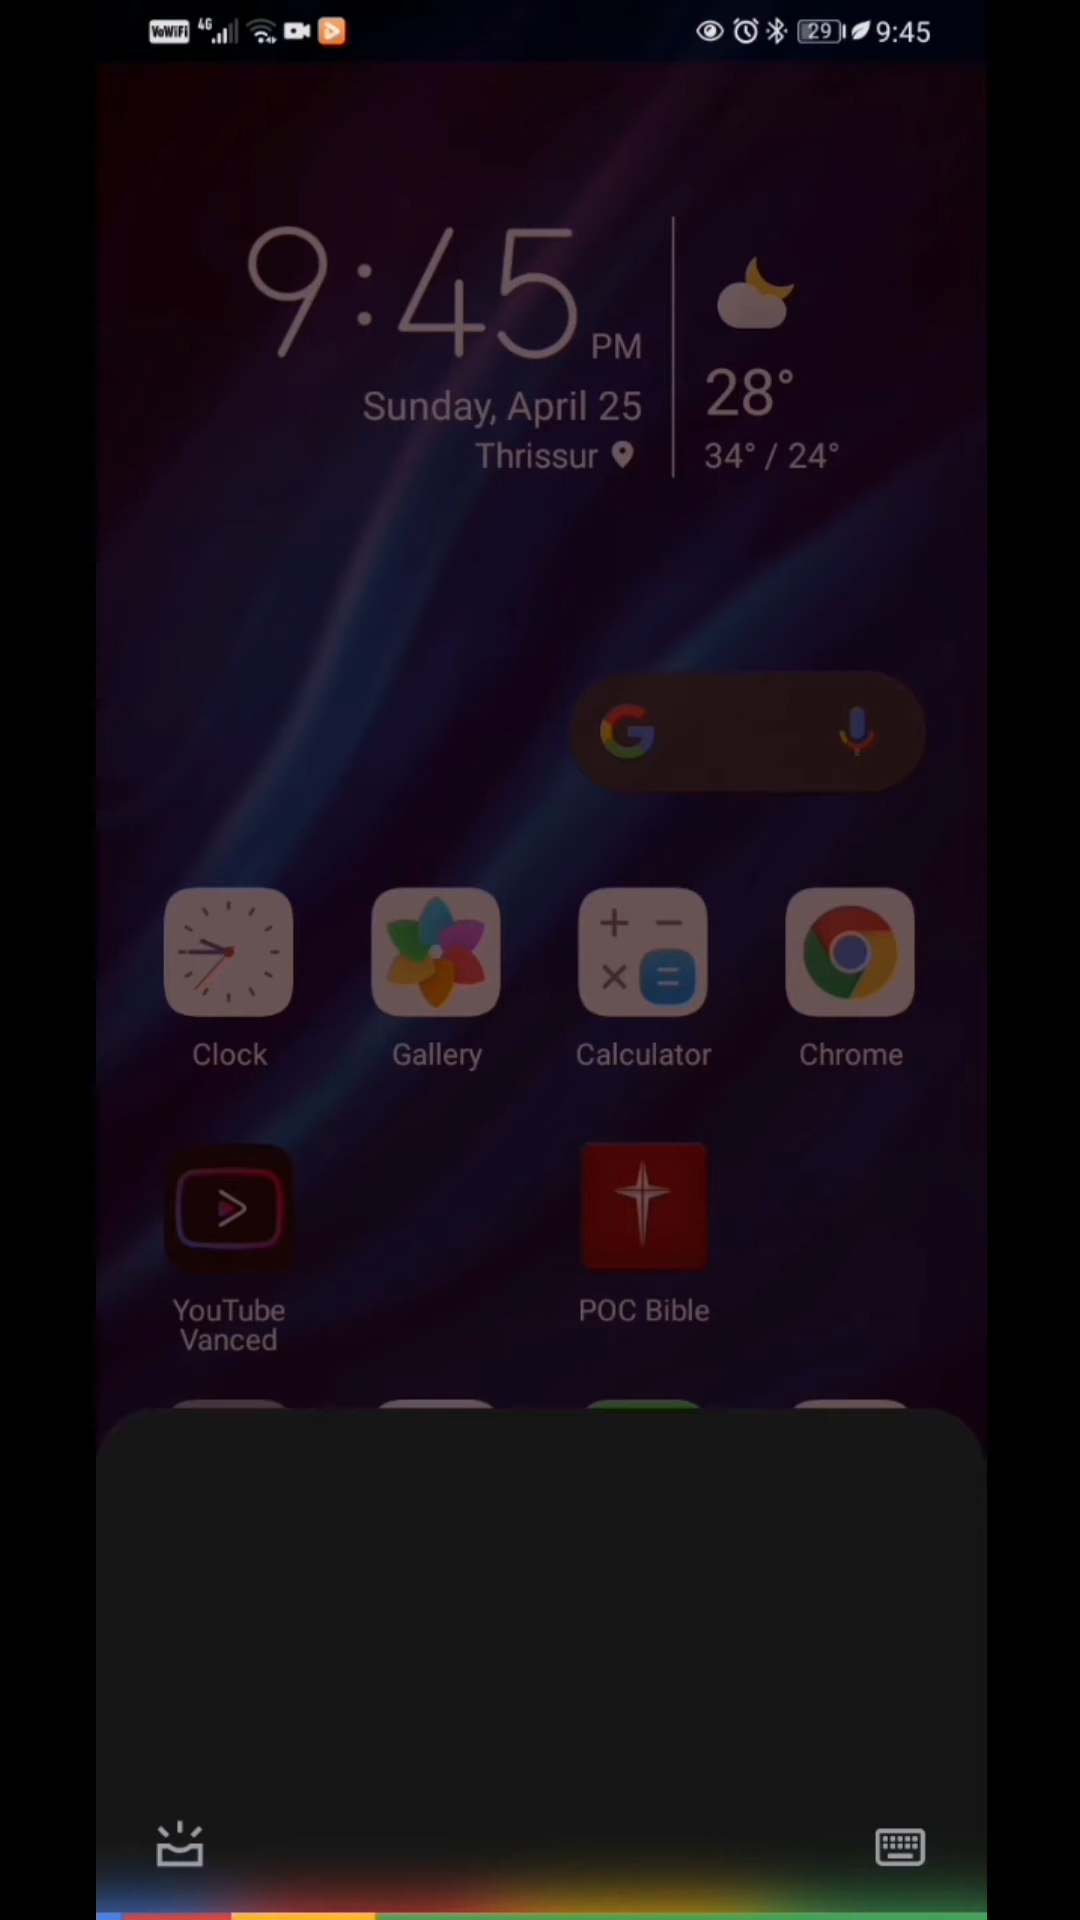 VoWiFi 4G 29 9:45
9:45 PM
Sunday, April 25
Thrissur
28°
34° / 24°
Clock
Gallery
Calculator
Chrome
YouTube
Vanced
POC Bible